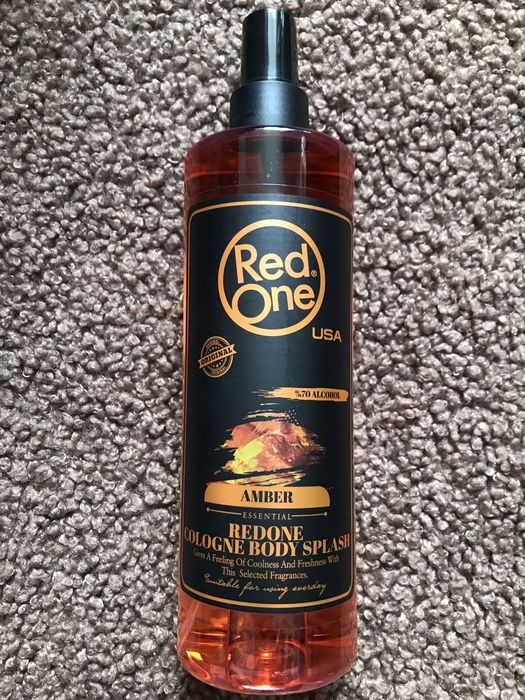 Red®
One
USA
ORIGINAL
%70 ALCOHOL
AMBER
ESSENTIAL
REDONE
COLOGNE BODY SPLASH
Gives A Feeling Of Coolness And Freshness With
This Selected Fragrances.
Suitable for using everday